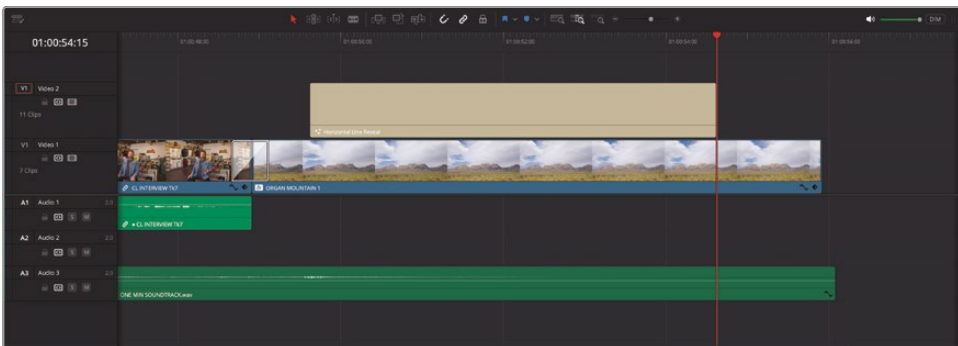 DIM
01:00:54:15
01:00:48:00 01:00:50:00 01:00:52:00 01:00:54:00 01:00:56:00
V1 Video 2
11 Clips
Horizontal Line Reveal
V1 Video 1
7 Clips
CL INTERVIEW Tk7
ORGAN MOUNTAIN 1
A1 Audio 1 2.0
S M
• CL INTERVIEW Tk7
A2 Audio 2 2.0
S M
A3 Audio 3 2.0
S M
ONE MIN SOUNDTRACK.wav